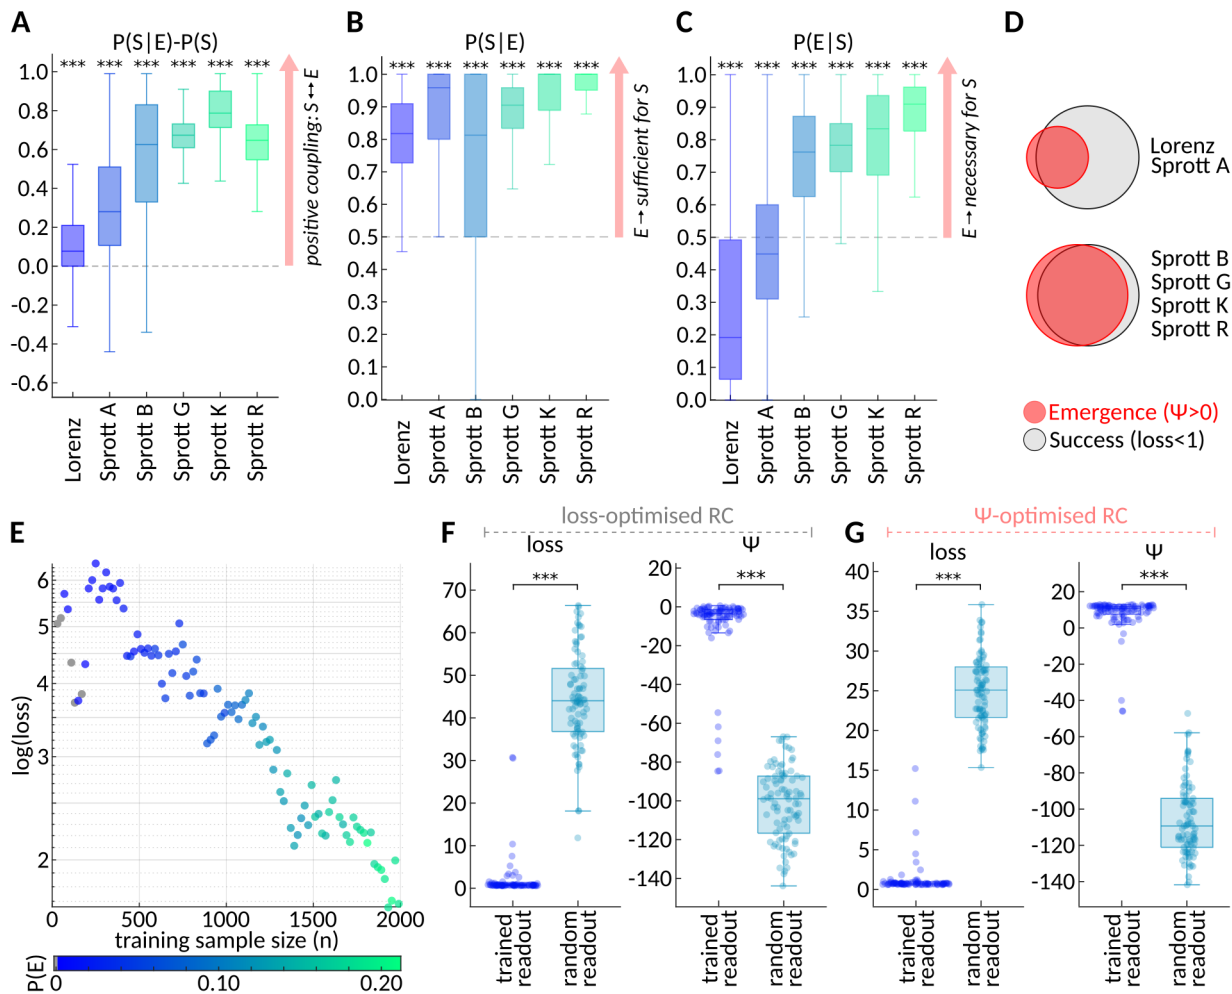 A
P(S|E)-P(S)
*** *** *** *** *** ***
1.0
0.8
0.6
0.4
0.2
0.0
-0.2
-0.4
-0.6
Lorenz
Sprott A
Sprott B
Sprott G
Sprott K
Sprott R
positive coupling: S ↔ E
B
P(S|E)
*** *** *** *** *** ***
1.0
0.9
0.8
0.7
0.6
0.5
0.4
0.3
0.2
0.1
0.0
Lorenz
Sprott A
Sprott B
Sprott G
Sprott K
Sprott R
E → sufficient for S
C
P(E|S)
*** *** *** *** *** ***
1.0
0.9
0.8
0.7
0.6
0.5
0.4
0.3
0.2
0.1
0.0
Lorenz
Sprott A
Sprott B
Sprott G
Sprott K
Sprott R
E → necessary for S
D
Lorenz
Sprott A
Sprott B
Sprott G
Sprott K
Sprott R
Emergence (Ψ>0)
Success (loss<1)
E
log(loss)
6
5
4
3
2
0 500 1000 1500 2000
training sample size (n)
P(E)
0 0.10 0.20
F
loss-optimised RC
loss
***
70
60
50
40
30
20
10
0
trained
readout
random
readout
Ψ
***
20
0
-20
-40
-60
-80
-100
-120
-140
trained
readout
random
readout
G
Ψ-optimised RC
loss
***
40
35
30
25
20
15
10
5
0
trained
readout
random
readout
Ψ
***
20
0
-20
-40
-60
-80
-100
-120
-140
trained
readout
random
readout